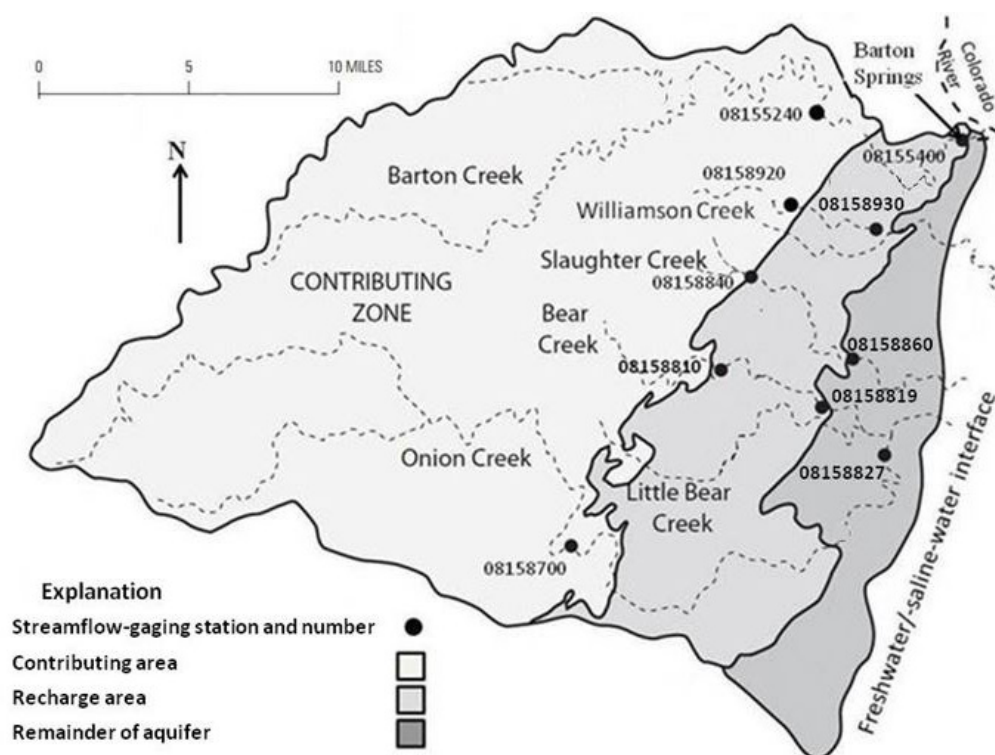 0 5 10 MILES
N
Barton
Springs
Colorado
River
08155240
08155400
08158920
Barton Creek
08158930
Williamson Creek
Slaughter Creek
08158840
CONTRIBUTING
ZONE
Bear
Creek
08158860
08158810
08158819
Onion Creek
08158827
Little Bear
Creek
08158700
Freshwater/-saline-water interface
Explanation
Streamflow-gaging station and number
Contributing area
Recharge area
Remainder of aquifer